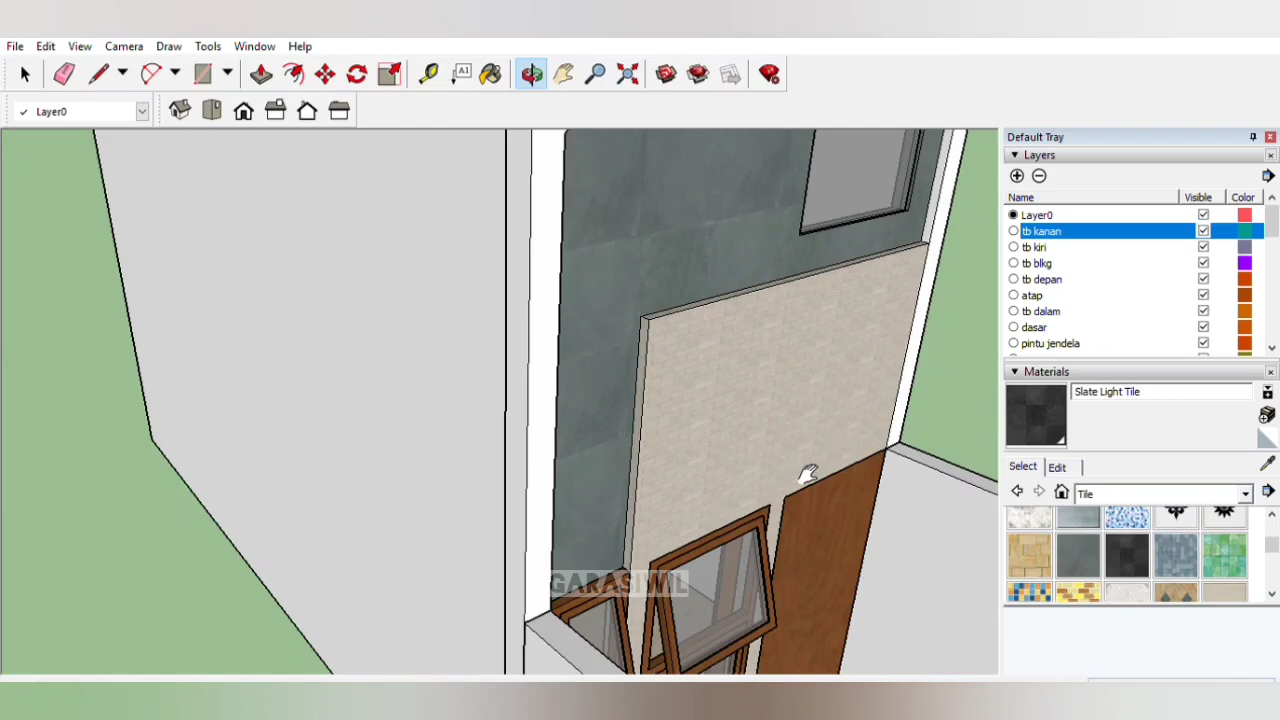 File Edit View Camera Draw Tools Window Help
A1
Layer0
Default Tray
Layers
Name Visible Color
Layer0
tb kanan
tb kiri
tb blkg
tb depan
atap
tb dalam
dasar
pintu jendela
Materials
Slate Light Tile
Select Edit
Tile
GARASIWIL